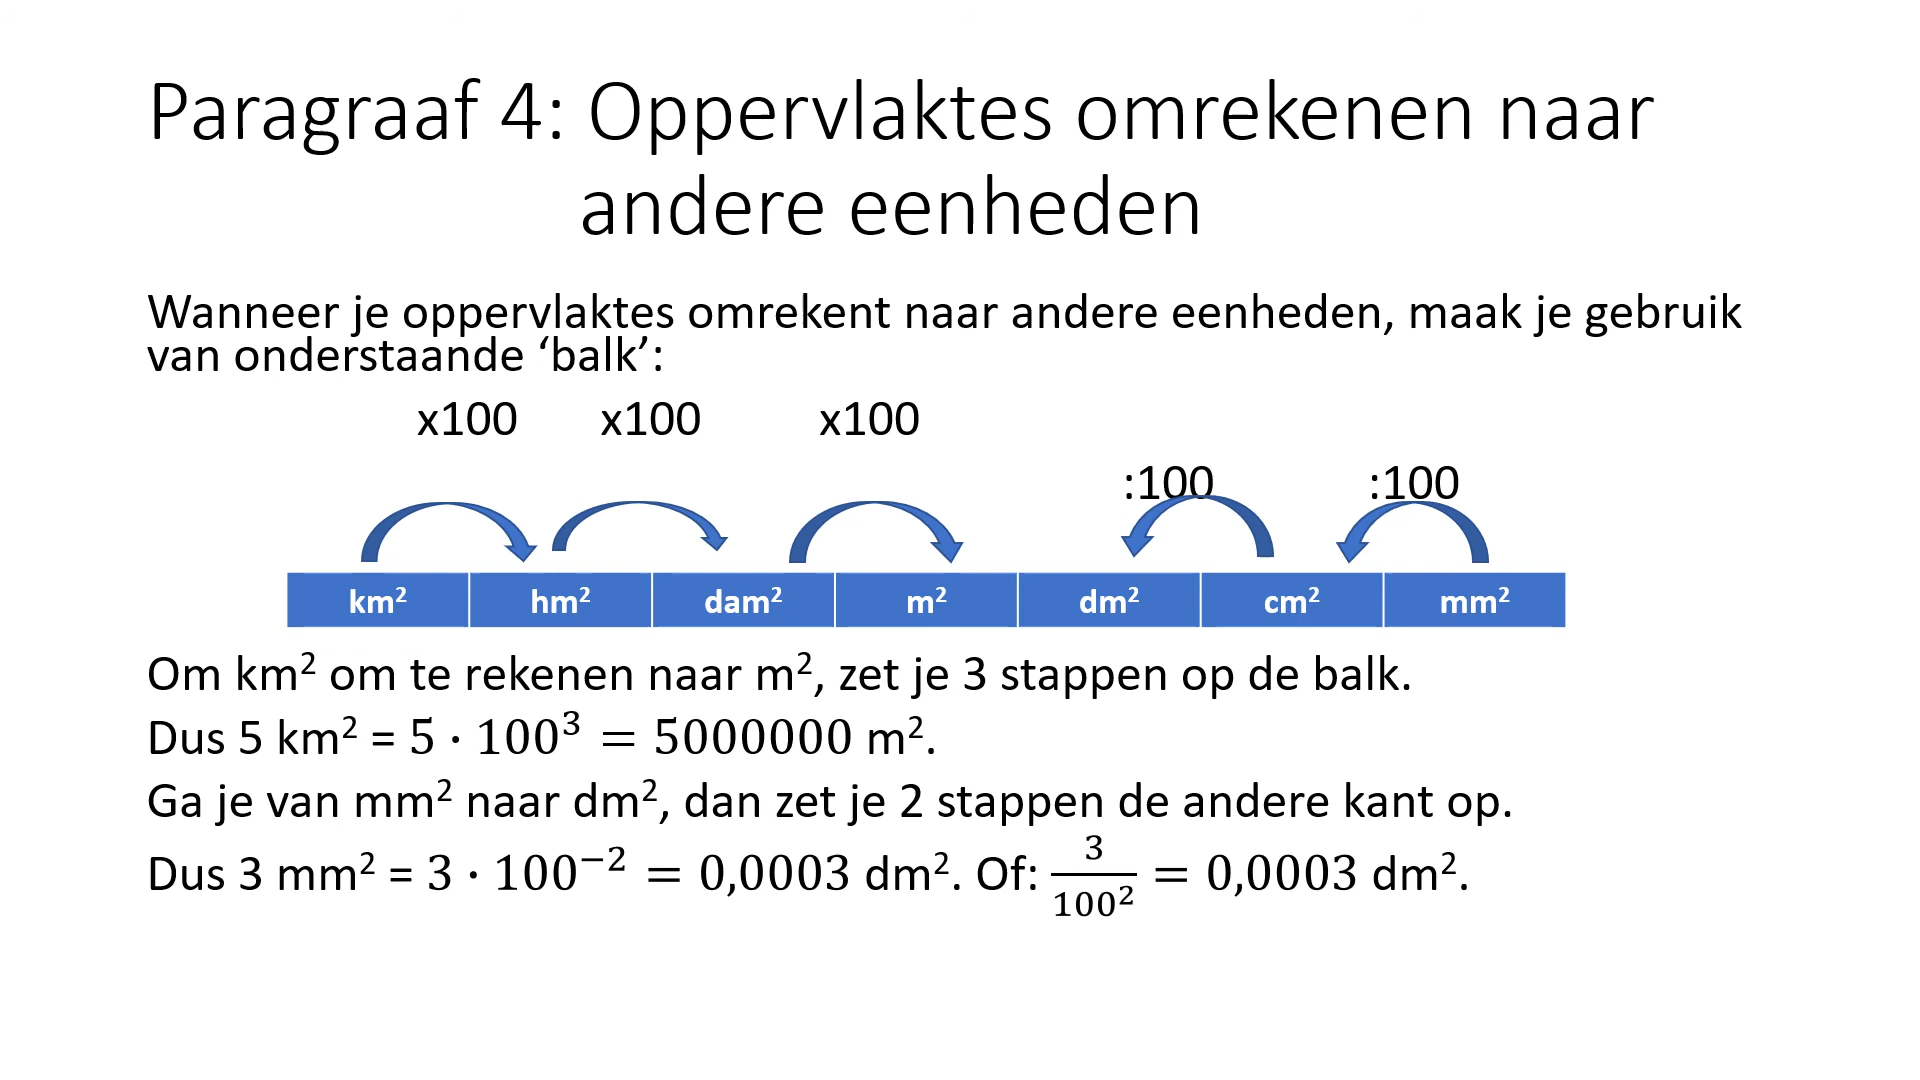 Paragraaf 4: Oppervlaktes omrekenen naar
andere eenheden
Wanneer je oppervlaktes omrekent naar andere eenheden, maak je gebruik
van onderstaande ‘balk’:
x100 x100 x100
:100 :100
km² hm² dam² m² dm² cm² mm²
Om km² om te rekenen naar m², zet je 3 stappen op de balk.
Dus 5 km² = 5 · 100³ = 5000000 m².
Ga je van mm² naar dm², dan zet je 2 stappen de andere kant op.
Dus 3 mm² = 3 · 100⁻² = 0,0003 dm². Of: 3/100² = 0,0003 dm².